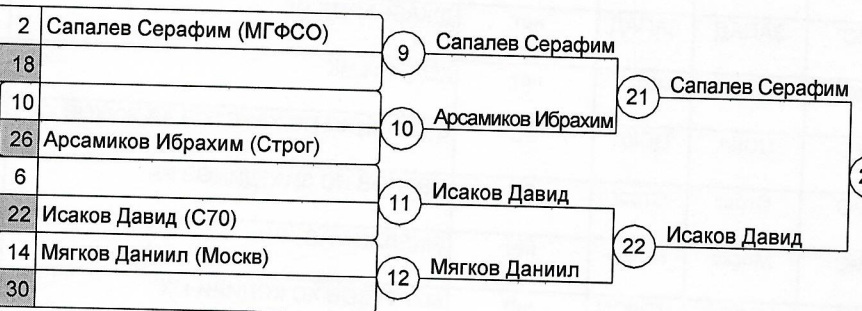 2 Сапалев Серафим (МГФСО)
18
10
26 Арсамиков Ибрахим (Строг)
6
22 Исаков Давид (С70)
14 Мягков Даниил (Москв)
30
9 Сапалев Серафим
10 Арсамиков Ибрахим
11 Исаков Давид
12 Мягков Даниил
21 Сапалев Серафим
22 Исаков Давид